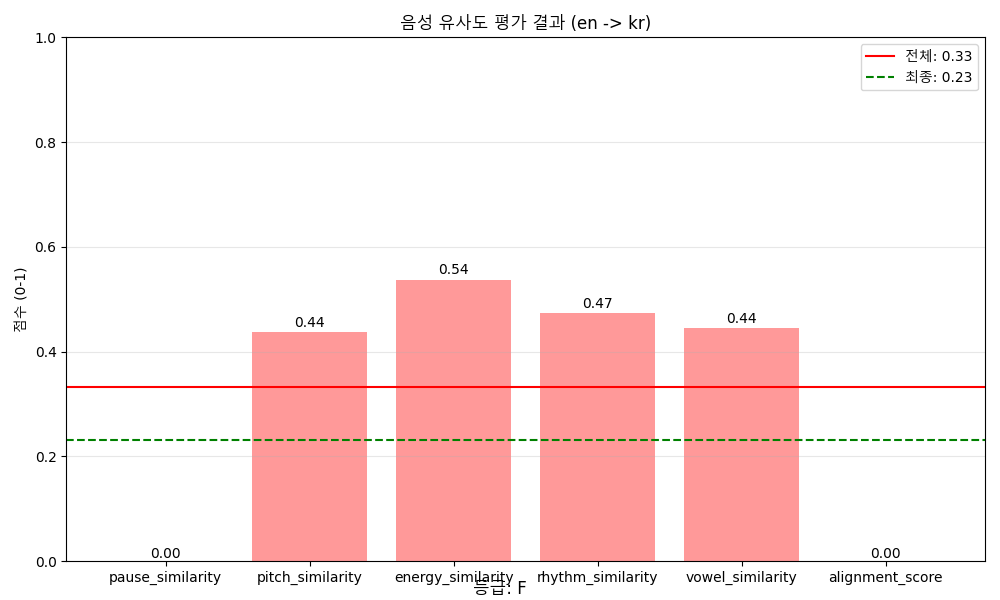 음성 유사도 평가 결과 (en -> kr)
전체: 0.33
최종: 0.23
점수 (0-1)
1.0
0.8
0.6
0.4
0.2
0.0
0.00
0.44
0.54
0.47
0.44
0.00
pause_similarity pitch_similarity energy_similarity rhythm_similarity vowel_similarity alignment_score
등급: F